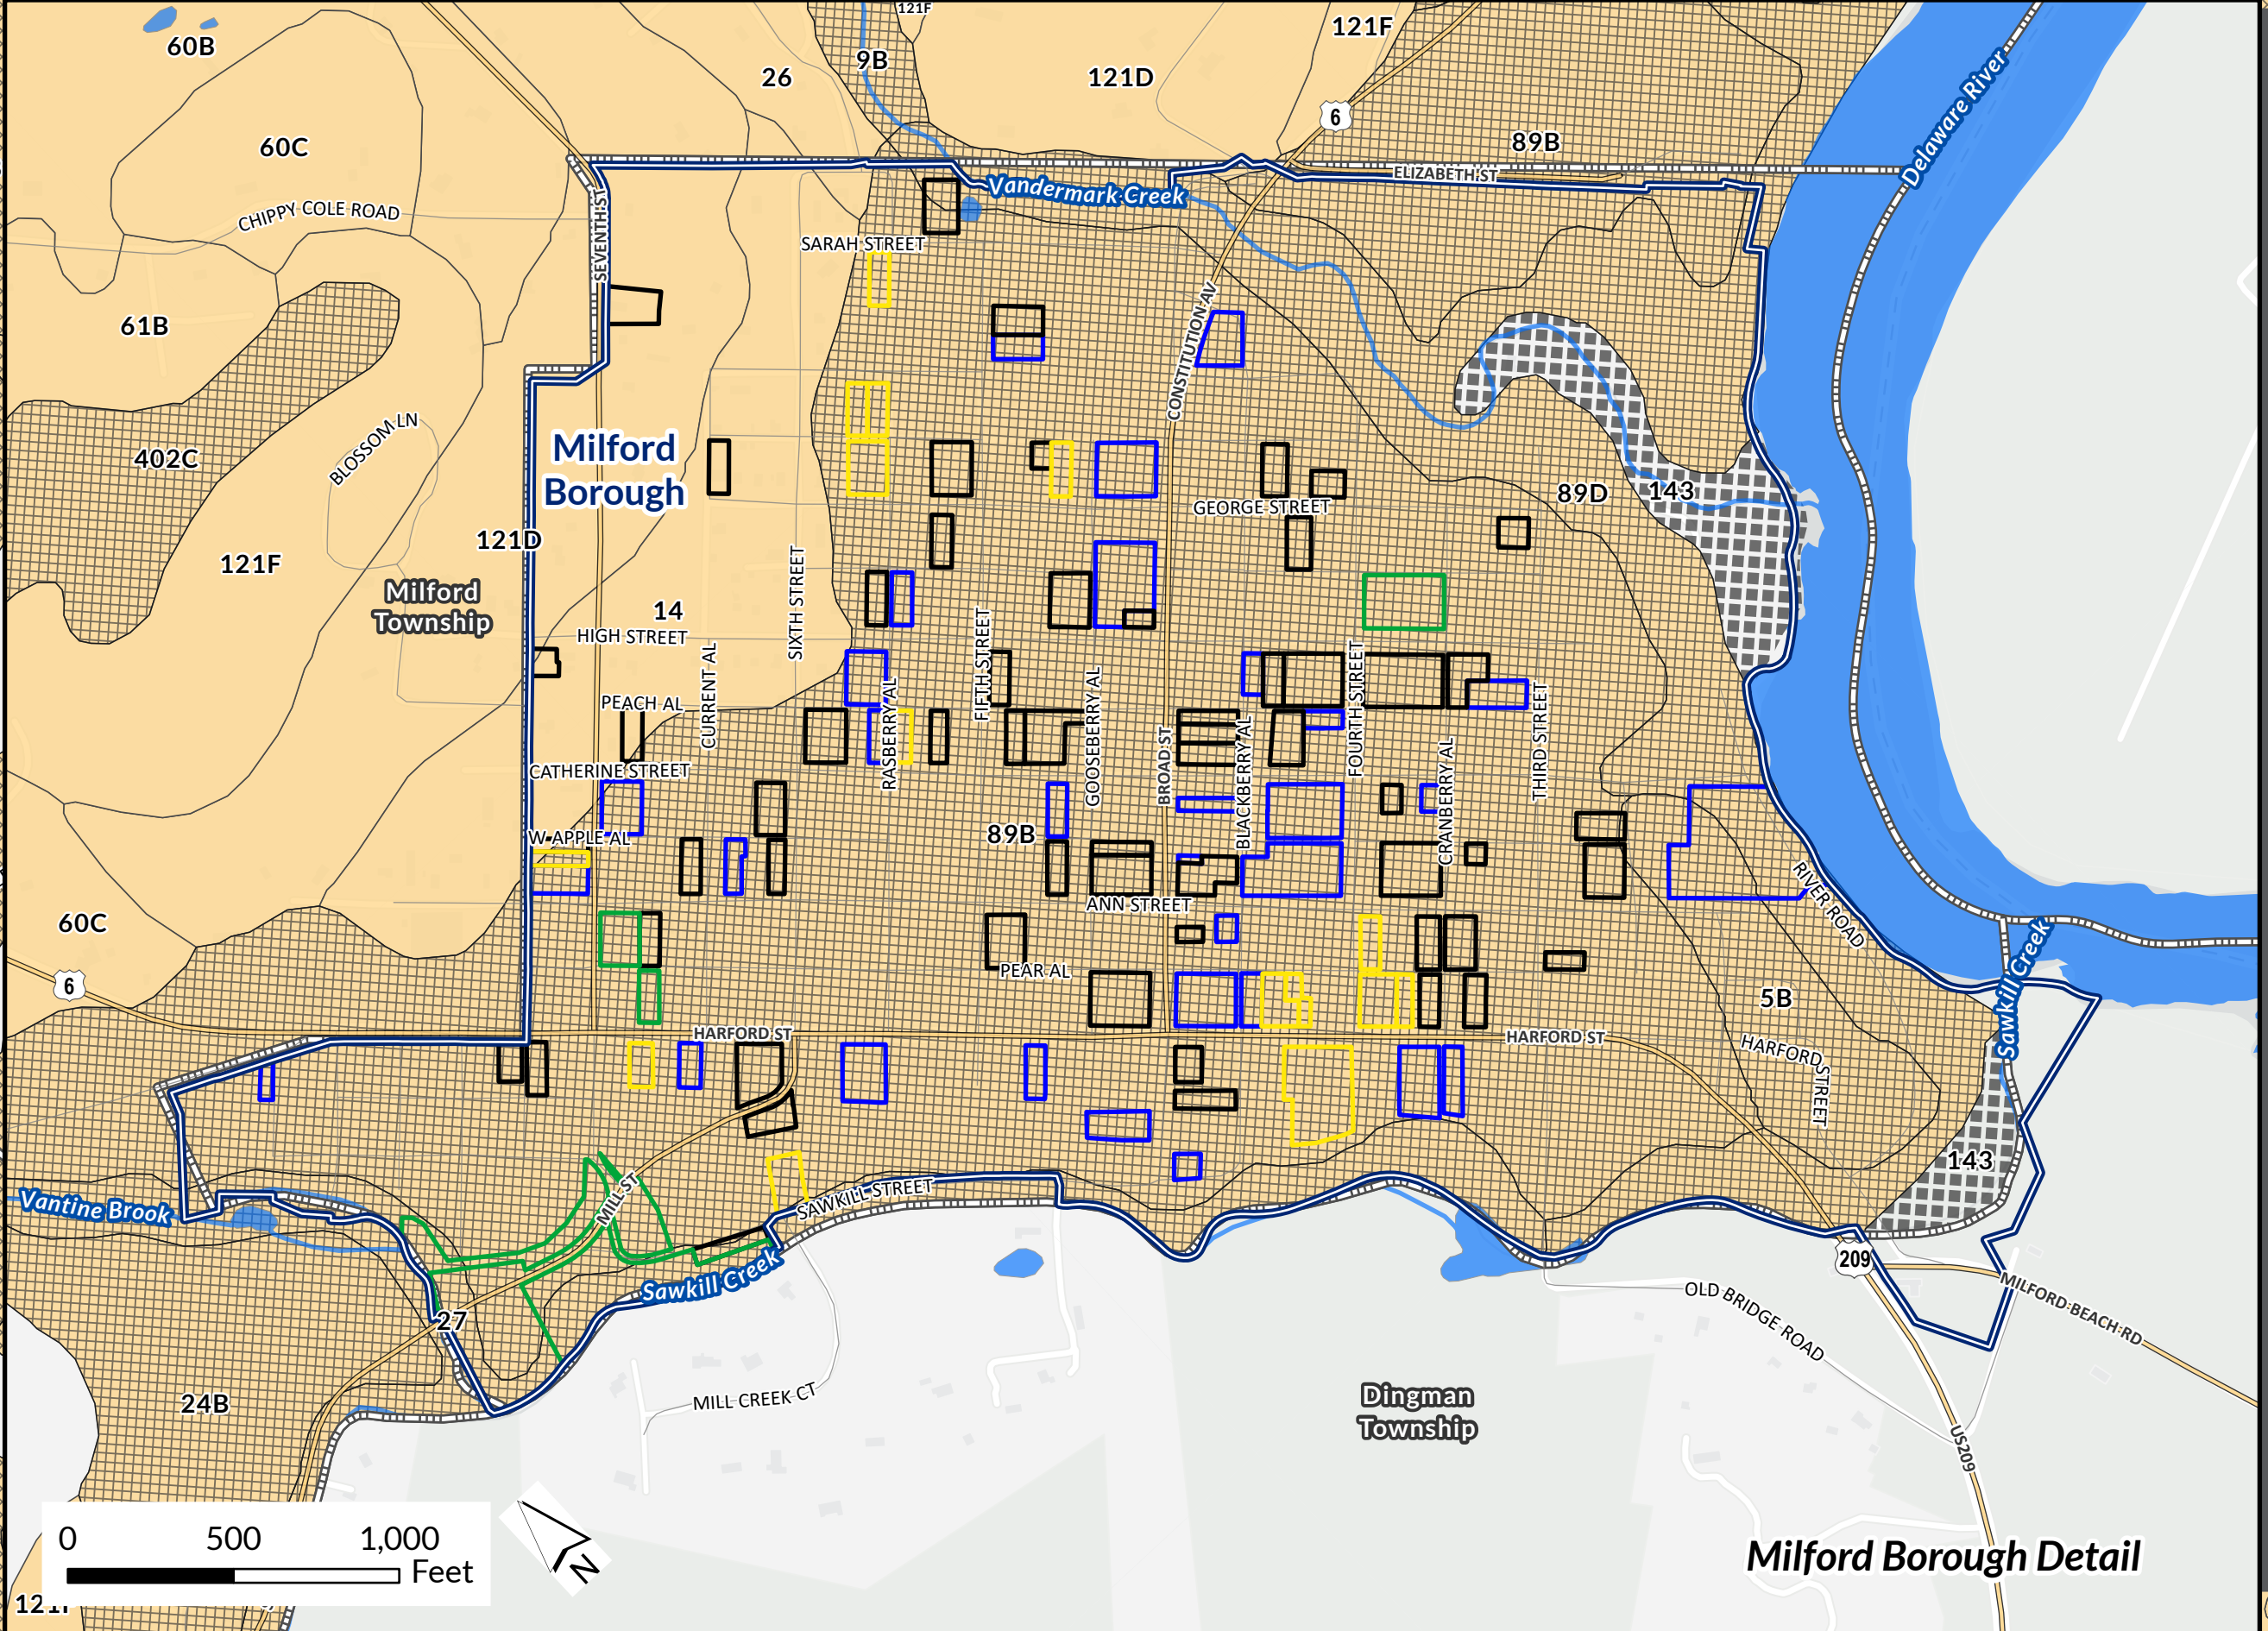 121F
60B
9B
26
121D
121F
6
Delaware River
89B
60C
ELIZABETH ST
Vandermark Creek
CHIPPY COLE ROAD
SEVENTH ST
SARAH STREET
61B
CONSTITUTION AV
BLOSSOM LN
402C
Milford
Borough
89D
143
GEORGE STREET
121D
121F
Milford
Township
14
SIXTH STREET
HIGH STREET
FIFTH STREET
CURRENT AL
PEACH AL
RASBERRY AL
GOOSEBERRY AL
BROAD ST
BLACKBERRY AL
FOURTH STREET
CRANBERRY AL
THIRD STREET
CATHERINE STREET
W APPLE AL
89B
ANN STREET
RIVER ROAD
60C
PEAR AL
6
5B
Sawkill Creek
HARFORD ST
HARFORD ST
HARFORD STREET
143
MILL ST
SAWKILL STREET
Vantine Brook
Sawkill Creek
209
MILFORD BEACH RD
OLD BRIDGE ROAD
27
24B
MILL CREEK CT
Dingman
Township
US209
0 500 1,000
Feet
N
Milford Borough Detail